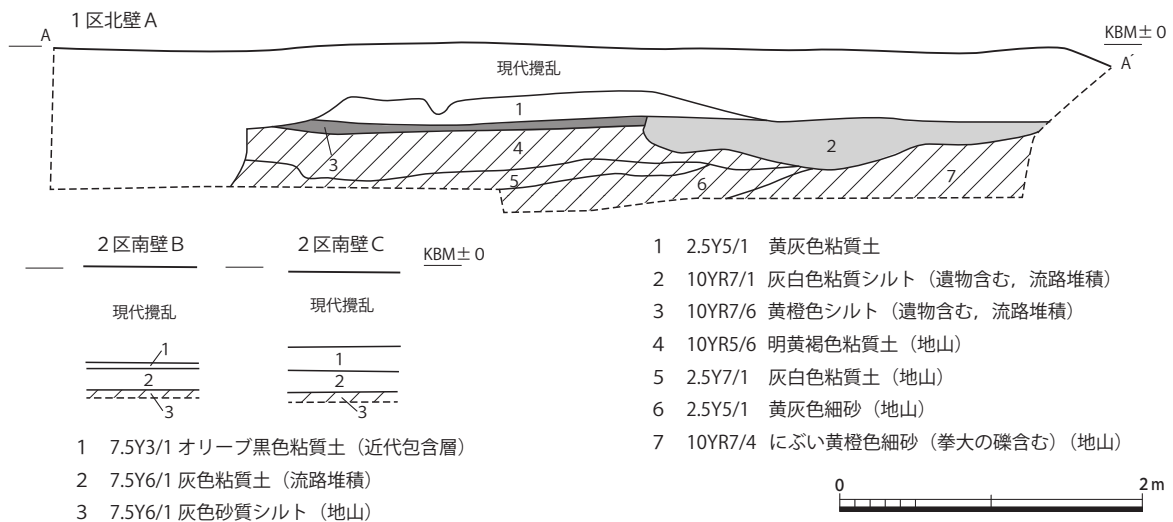 1区北壁A
A
KBM±0
A´
現代攪乱
1
2
3
4
5
6
7
2区南壁B
2区南壁C
KBM±0
現代攪乱
現代攪乱
1
2
3
1
2
3
1 7.5Y3/1 オリーブ黒色粘質土（近代包含層）
2 7.5Y6/1 灰色粘質土（流路堆積）
3 7.5Y6/1 灰色砂質シルト（地山）
1 2.5Y5/1 黄灰色粘質土
2 10YR7/1 灰白色粘質シルト（遺物含む，流路堆積）
3 10YR7/6 黄橙色シルト（遺物含む，流路堆積）
4 10YR5/6 明黄褐色粘質土（地山）
5 2.5Y7/1 灰白色粘質土（地山）
6 2.5Y5/1 黄灰色細砂（地山）
7 10YR7/4 にぶい黄橙色細砂（拳大の礫含む）（地山）
0 2m